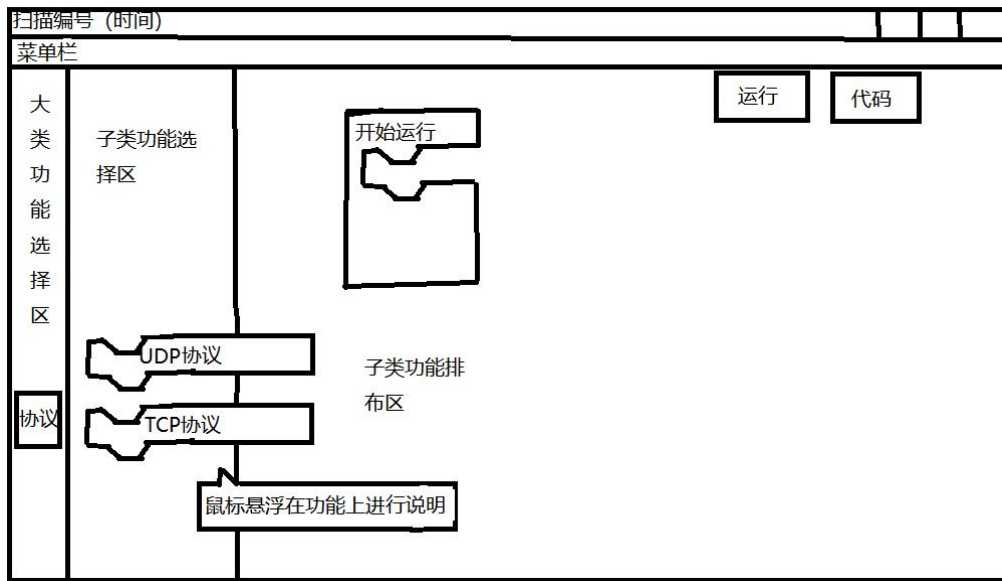 扫描编号（时间）
菜单栏
大
类
功
能
选
择
区
子类功能选
择区
开始运行
运行
代码
UDP协议
子类功能排
布区
协议
TCP协议
鼠标悬浮在功能上进行说明